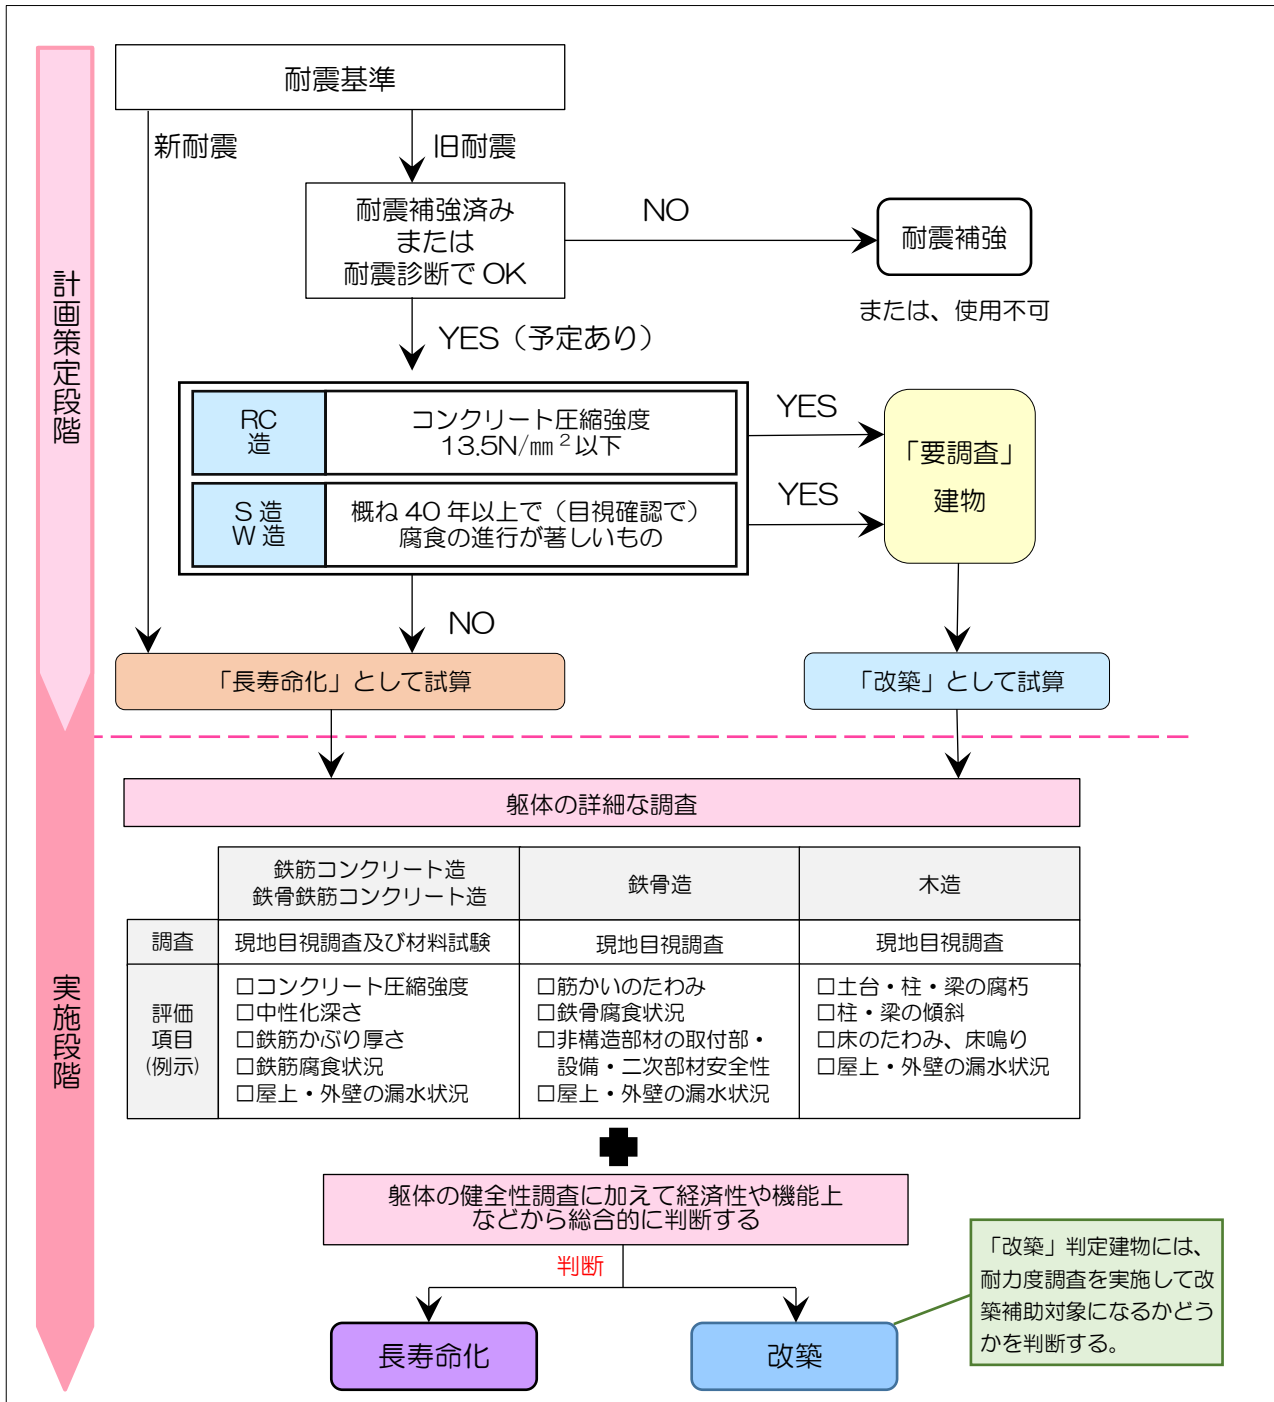 計画策定段階
耐震基準
新耐震
旧耐震
耐震補強済み
または
耐震診断でOK
NO
耐震補強
または、使用不可
YES（予定あり）
RC
造
コンクリート圧縮強度
13.5N/㎜²以下
YES
S造
W造
概ね40年以上で（目視確認で）
腐食の進行が著しいもの
YES
「要調査」
建物
NO
「長寿命化」として試算
「改築」として試算
実施段階
躯体の詳細な調査
鉄筋コンクリート造
鉄骨鉄筋コンクリート造
鉄骨造
木造
調査
現地目視調査及び材料試験
現地目視調査
現地目視調査
評価
項目
(例示)
□コンクリート圧縮強度
□中性化深さ
□鉄筋かぶり厚さ
□鉄筋腐食状況
□屋上・外壁の漏水状況
□筋かいのたわみ
□鉄骨腐食状況
□非構造部材の取付部・
設備・二次部材安全性
□屋上・外壁の漏水状況
□土台・柱・梁の腐朽
□柱・梁の傾斜
□床のたわみ、床鳴り
□屋上・外壁の漏水状況
躯体の健全性調査に加えて経済性や機能上
などから総合的に判断する
判断
長寿命化
改築
「改築」判定建物には、
耐力度調査を実施して改
築補助対象になるかどう
かを判断する。